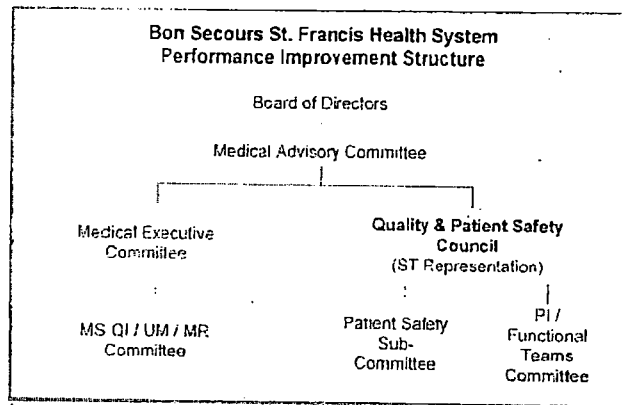 Bon Secours St. Francis Health System
Performance Improvement Structure
Board of Directors
Medical Advisory Committee
Medical Executive
Committee
Quality & Patient Safety
Council
(ST Representation)
MS QI / UM / MR
Committee
Patient Safety
Sub-
Committee
PI /
Functional
Teams
Committee